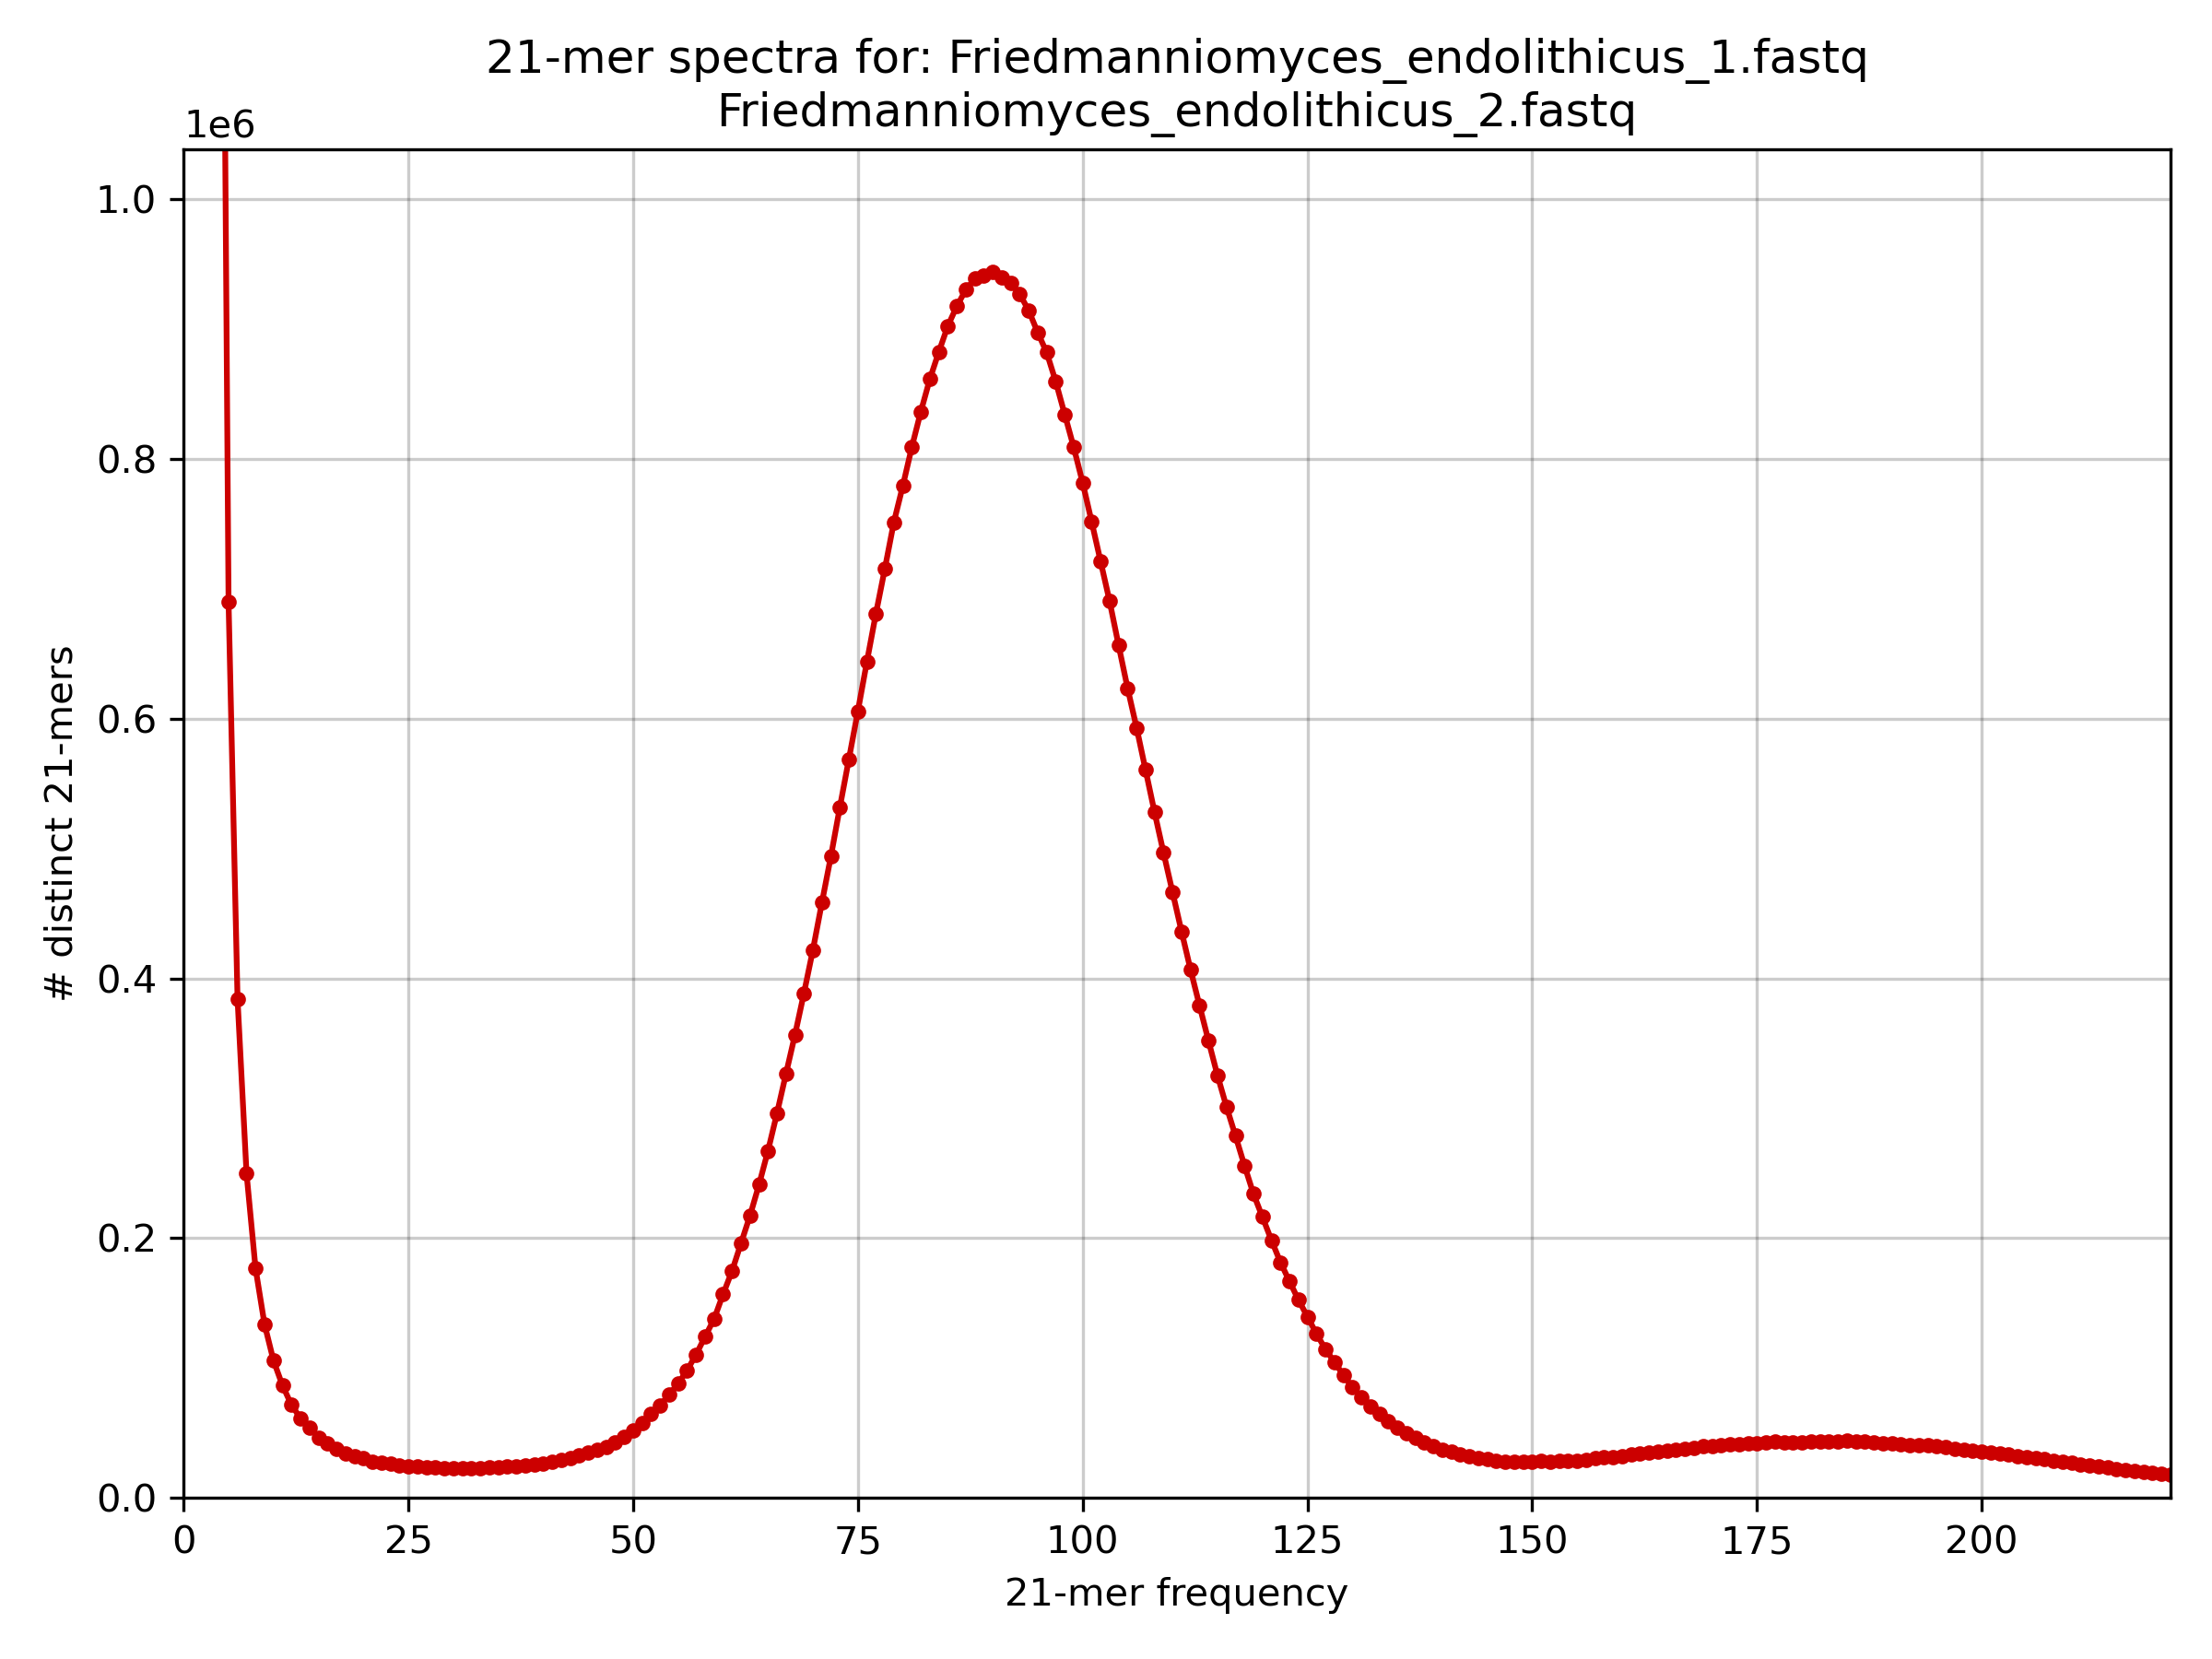 21-mer spectra for: Friedmanniomyces_endolithicus_1.fastq
Friedmanniomyces_endolithicus_2.fastq
1e6
1.0
0.8
0.6
0.4
0.2
0.0
# distinct 21-mers
0 25 50 75 100 125 150 175 200
21-mer frequency